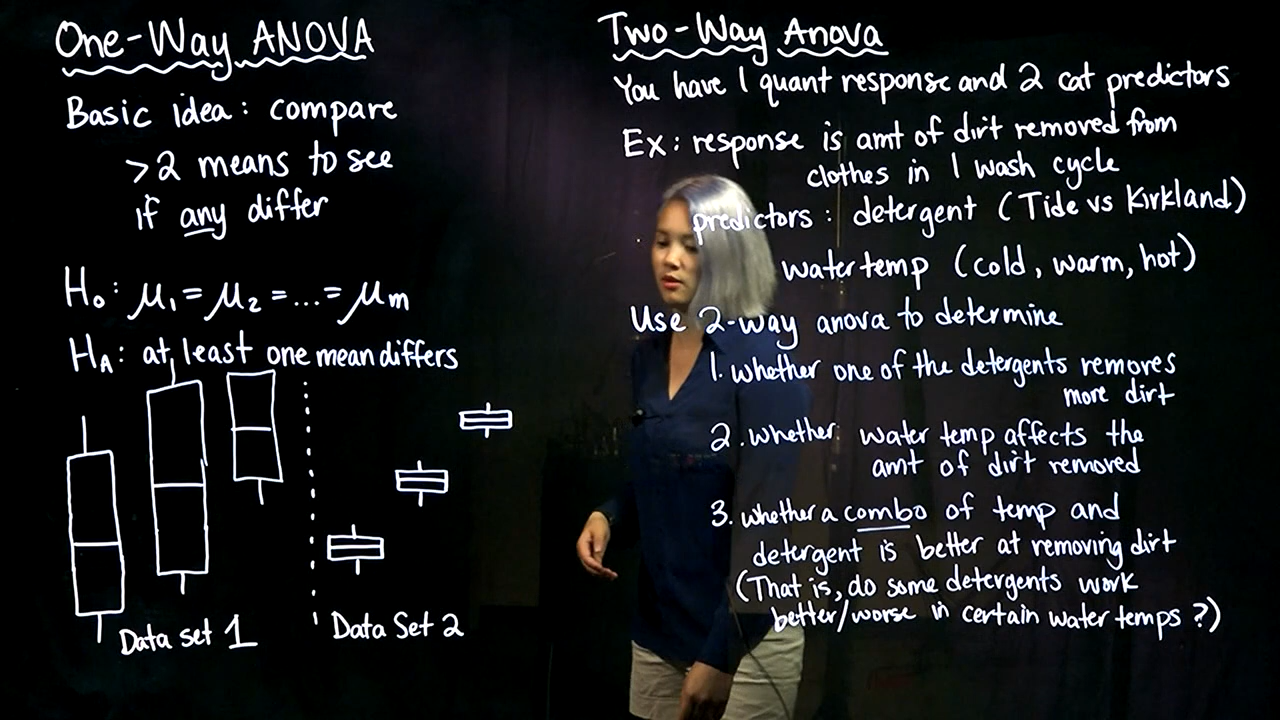 One-Way ANOVA
Basic idea: compare
>2 means to see
if any differ
H₀: μ₁ = μ₂ = ... = μm
HA: at least one mean differs
Data set 1
Data Set 2
Two-Way Anova
You have 1 quant response and 2 cat predictors
Ex: response is amt of dirt removed from
clothes in 1 wash cycle
predictors: detergent (Tide vs Kirkland)
water temp (cold, warm, hot)
Use 2-way anova to determine
1. whether one of the detergents removes
more dirt
2. whether water temp affects the
amt of dirt removed
3. whether a combo of temp and
detergent is better at removing dirt
(That is, do some detergents work
better/worse in certain water temps?)